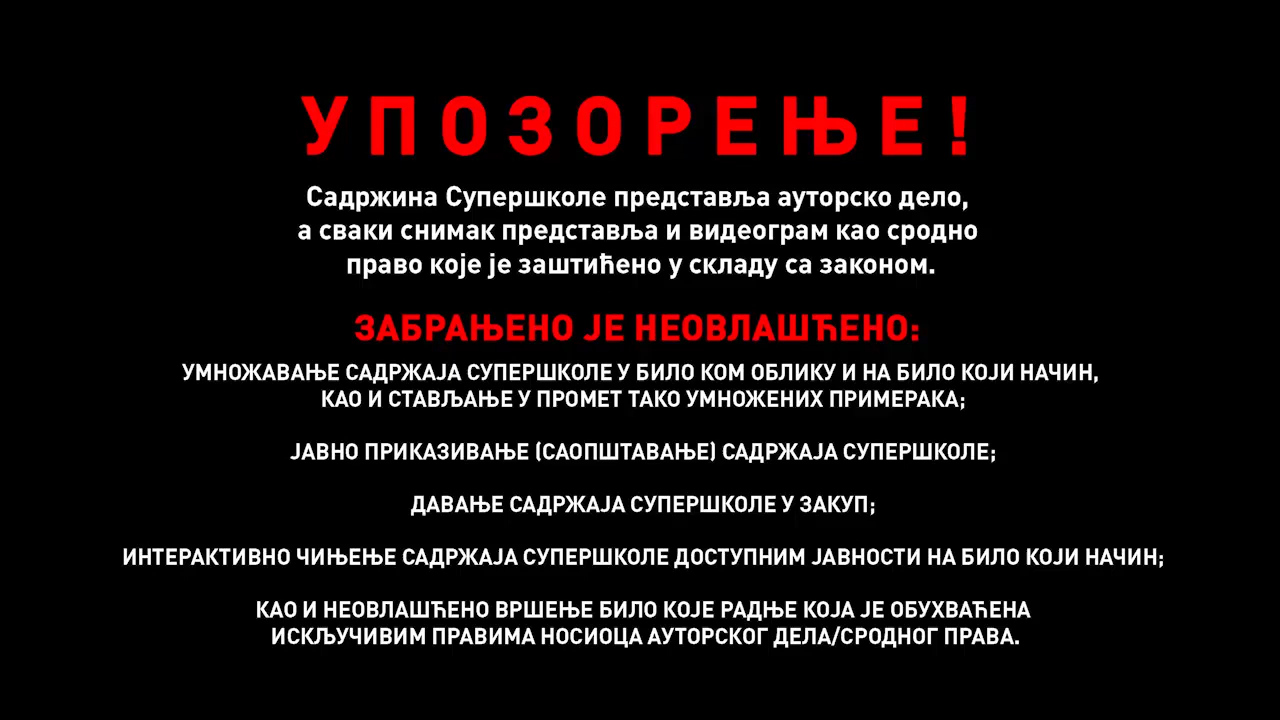 УПОЗОРЕЊЕ!
Садржина Супершколе представља ауторско дело,
а сваки снимак представља и видеограм као сродно
право које је заштићено у складу са законом.
ЗАБРАЊЕНО ЈЕ НЕОВЛАШЋЕНО:
УМНОЖАВАЊЕ САДРЖАЈА СУПЕРШКОЛЕ У БИЛО КОМ ОБЛИКУ И НА БИЛО КОЈИ НАЧИН,
КАО И СТАВЉАЊЕ У ПРОМЕТ ТАКО УМНОЖЕНИХ ПРИМЕРАКА;
ЈАВНО ПРИКАЗИВАЊЕ (САОПШТАВАЊЕ) САДРЖАЈА СУПЕРШКОЛЕ;
ДАВАЊЕ САДРЖАЈА СУПЕРШКОЛЕ У ЗАКУП;
ИНТЕРАКТИВНО ЧИЊЕЊЕ САДРЖАЈА СУПЕРШКОЛЕ ДОСТУПНИМ ЈАВНОСТИ НА БИЛО КОЈИ НАЧИН;
КАО И НЕОВЛАШЋЕНО ВРШЕЊЕ БИЛО КОЈЕ РАДЊЕ КОЈА ЈЕ ОБУХВАЋЕНА
ИСКЉУЧИВИМ ПРАВИМА НОСИОЦА АУТОРСКОГ ДЕЛА/СРОДНОГ ПРАВА.